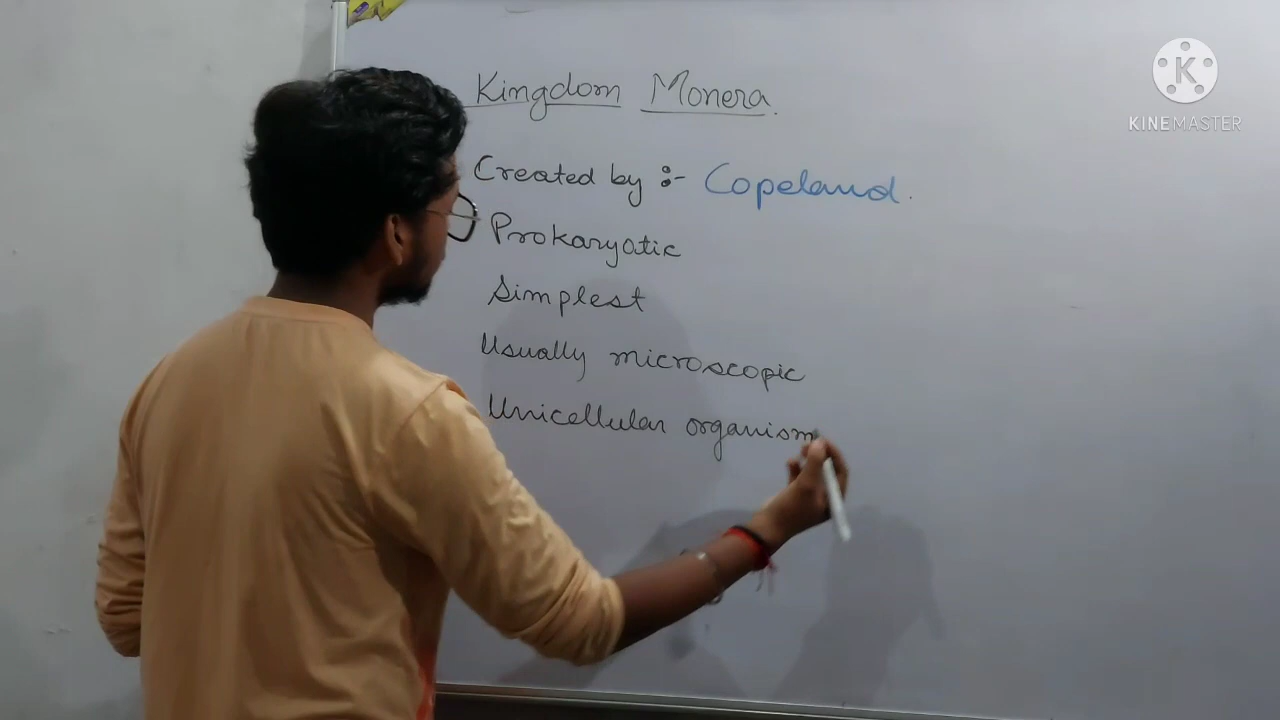 Kingdom Monera.
Created by :- Copeland.
Prokaryotic
Simplest
Usually microscopic
Unicellular organism
K
KINEMASTER